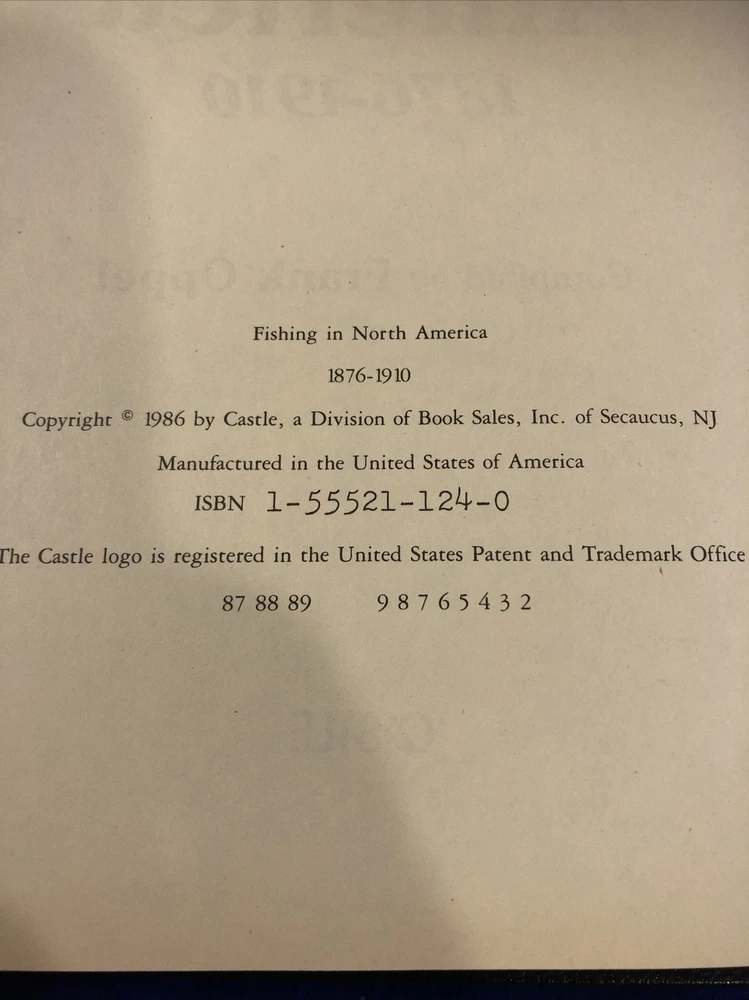 Fishing in North America
1876-1910
Copyright © 1986 by Castle, a Division of Book Sales, Inc. of Secaucus, NJ
Manufactured in the United States of America
ISBN 1-55521-124-0
The Castle logo is registered in the United States Patent and Trademark Office
87 88 89 9 8 7 6 5 4 3 2